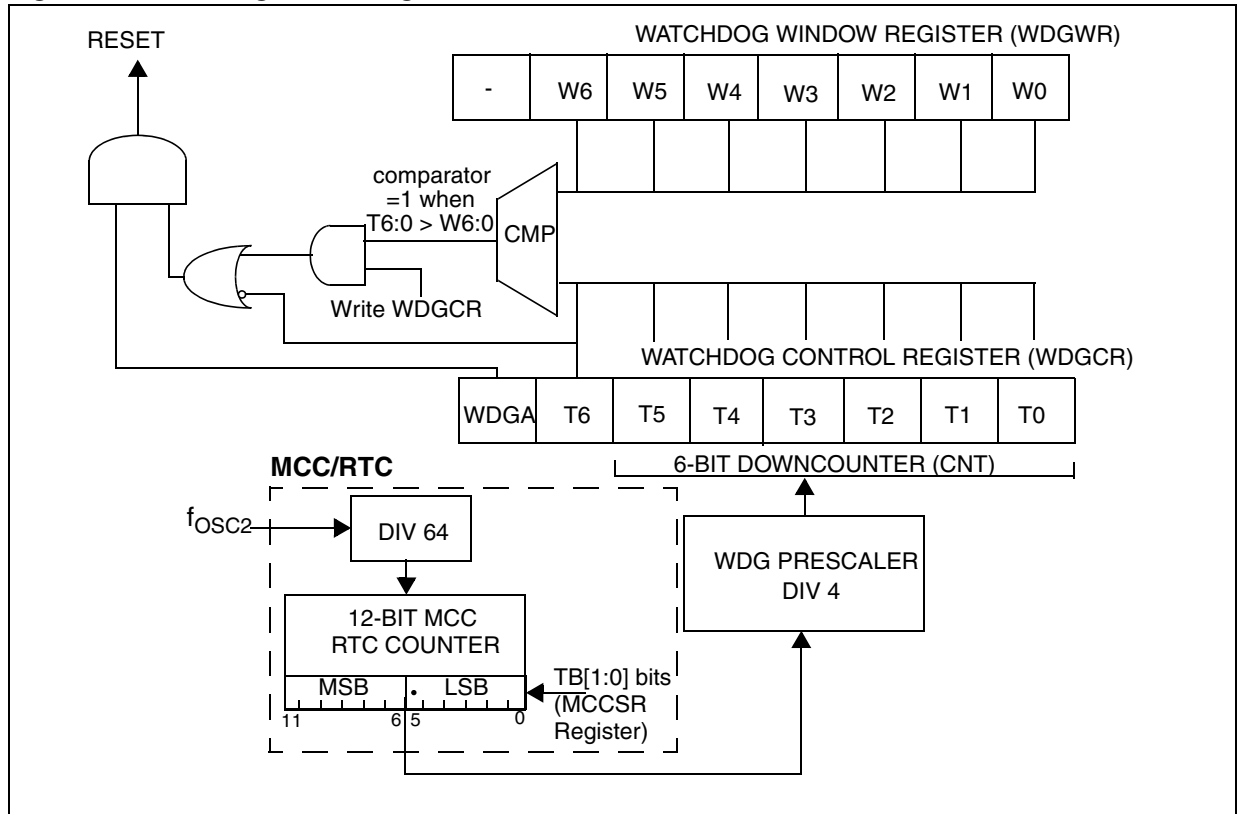 RESET
WATCHDOG WINDOW REGISTER (WDGWR)
- W6 W5 W4 W3 W2 W1 W0
comparator
=1 when
T6:0 > W6:0
CMP
Write WDGCR
WATCHDOG CONTROL REGISTER (WDGCR)
WDGA T6 T5 T4 T3 T2 T1 T0
6-BIT DOWNCOUNTER (CNT)
MCC/RTC
fOSC2
DIV 64
WDG PRESCALER
DIV 4
12-BIT MCC
RTC COUNTER
MSB LSB
11 6 5 0
TB[1:0] bits
(MCCSR
Register)